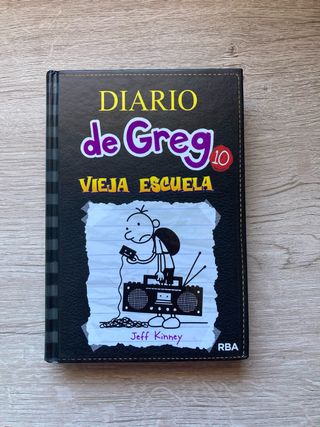 DIARIO
de Greg
10
VIEJA ESCUELA
Jeff Kinney
RBA